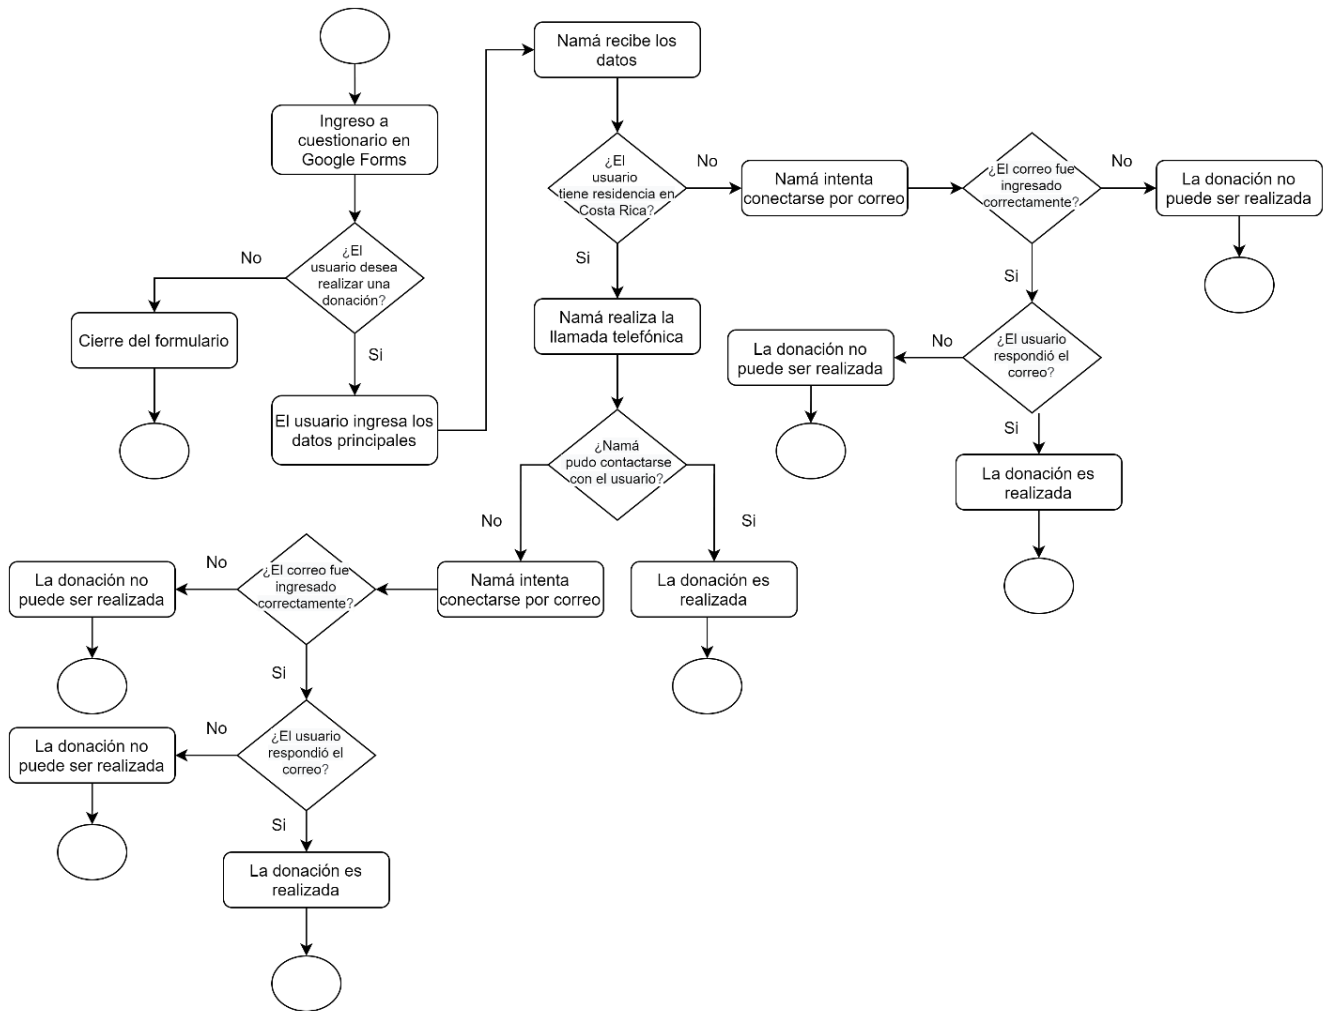 Ingreso a
cuestionario en
Google Forms
¿El
usuario desea
realizar una
donación?
No
Cierre del formulario
Si
El usuario ingresa los
datos principales
Namá recibe los
datos
¿El
usuario
tiene residencia en
Costa Rica?
No
Namá intenta
conectarse por correo
¿El correo fue
ingresado
correctamente?
No
La donación no
puede ser realizada
Si
¿El usuario
respondió el
correo?
No
La donación no
puede ser realizada
Si
La donación es
realizada
Si
Namá realiza la
llamada telefónica
¿Namá
pudo contactarse
con el usuario?
Si
La donación es
realizada
No
Namá intenta
conectarse por correo
¿El correo fue
ingresado
correctamente?
No
La donación no
puede ser realizada
Si
¿El usuario
respondió el
correo?
No
La donación no
puede ser realizada
Si
La donación es
realizada